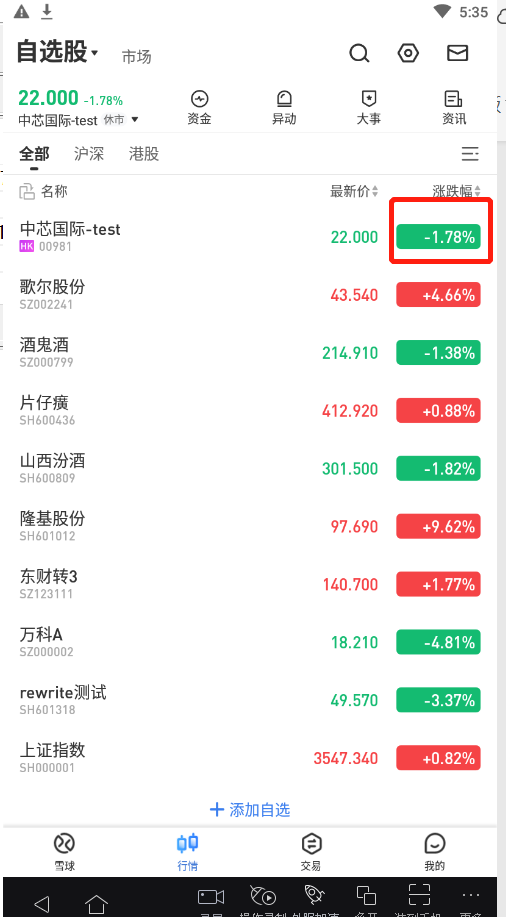 5:35
自选股 市场
22.000 -1.78%
中芯国际-test 休市
资金 异动 大事 资讯
全部 沪深 港股
名称 最新价 涨跌幅
中芯国际-test
HK 00981
22.000 -1.78%
歌尔股份
SZ002241
43.540 +4.66%
酒鬼酒
SZ000799
214.910 -1.38%
片仔癀
SH600436
412.920 +0.88%
山西汾酒
SH600809
301.500 -1.82%
隆基股份
SH601012
97.690 +9.62%
东财转3
SZ123111
140.700 +1.77%
万科A
SZ000002
18.210 -4.81%
rewrite测试
SH601318
49.570 -3.37%
上证指数
SH000001
3547.340 +0.82%
+ 添加自选
雪球 行情 交易 我的